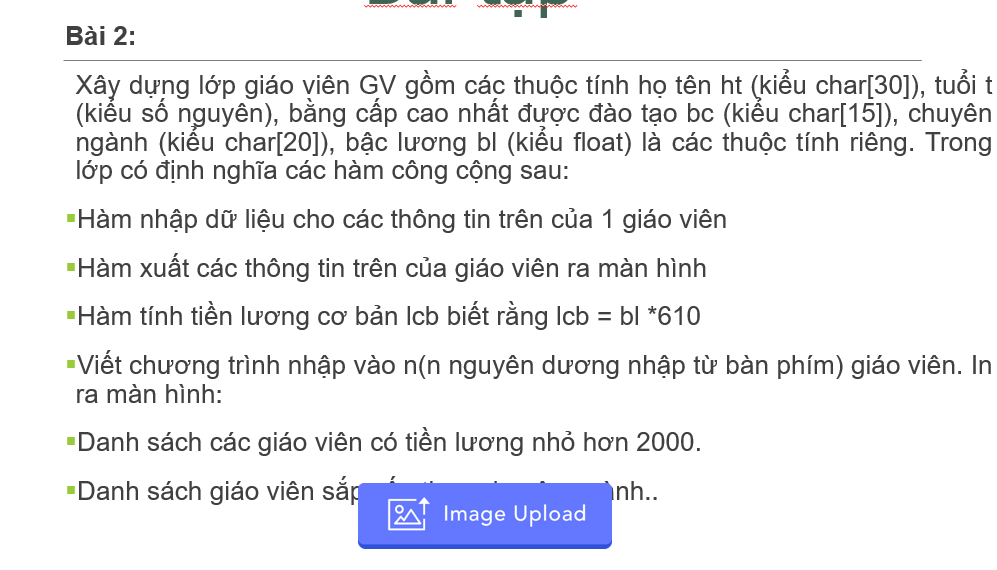 Bài 2:
Xây dựng lớp giáo viên GV gồm các thuộc tính họ tên ht (kiểu char[30]), tuổi t
(kiểu số nguyên), bằng cấp cao nhất được đào tạo bc (kiểu char[15]), chuyên
ngành (kiểu char[20]), bậc lương bl (kiểu float) là các thuộc tính riêng. Trong
lớp có định nghĩa các hàm công cộng sau:
▪Hàm nhập dữ liệu cho các thông tin trên của 1 giáo viên
▪Hàm xuất các thông tin trên của giáo viên ra màn hình
▪Hàm tính tiền lương cơ bản lcb biết rằng lcb = bl *610
▪Viết chương trình nhập vào n(n nguyên dương nhập từ bàn phím) giáo viên. In
ra màn hình:
▪Danh sách các giáo viên có tiền lương nhỏ hơn 2000.
▪Danh sách giáo viên
Image Upload